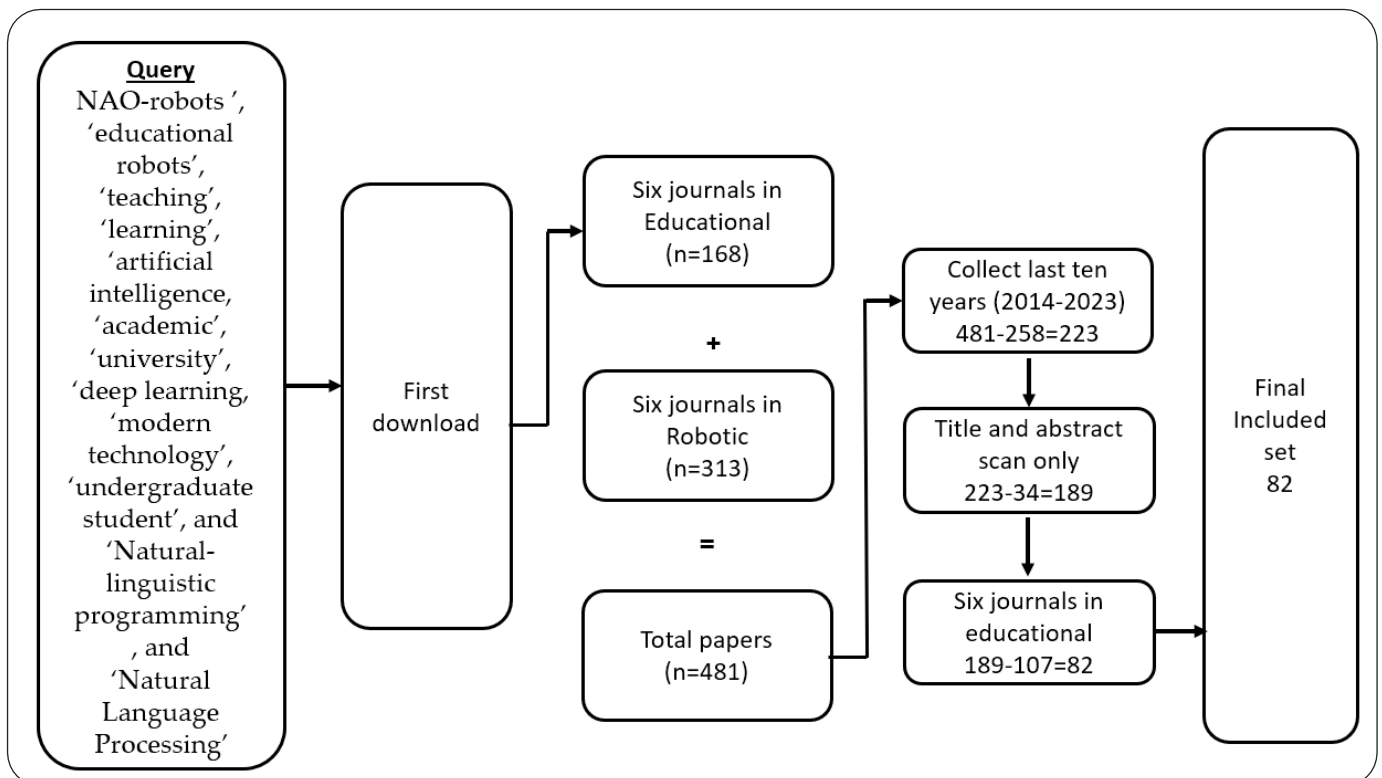 Query
NAO-robots ’,
‘educational
robots’,
‘teaching’,
‘learning’,
‘artificial
intelligence,
‘academic’,
‘university’,
‘deep learning,
‘modern
technology’,
‘undergraduate
student’, and
‘Natural-
linguistic
programming’
, and
‘Natural
Language
Processing’
First
download
Six journals in
Educational
(n=168)
+
Six journals in
Robotic
(n=313)
=
Total papers
(n=481)
Collect last ten
years (2014-2023)
481-258=223
Title and abstract
scan only
223-34=189
Six journals in
educational
189-107=82
Final
Included
set
82